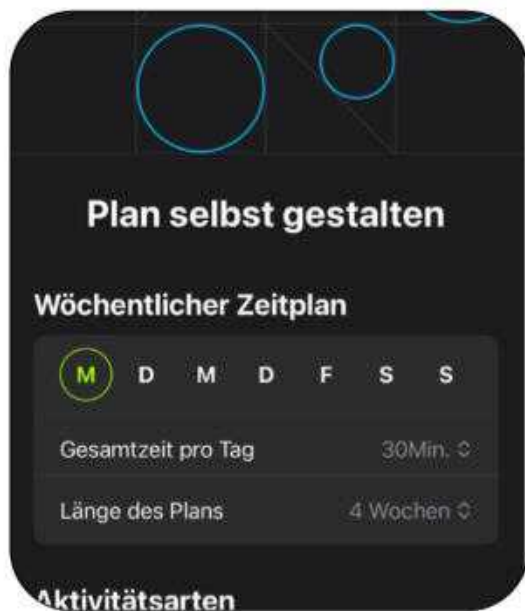 Plan selbst gestalten
Wöchentlicher Zeitplan
M D M D F S S
Gesamtzeit pro Tag 30Min.
Länge des Plans 4 Wochen
Aktivitätsarten